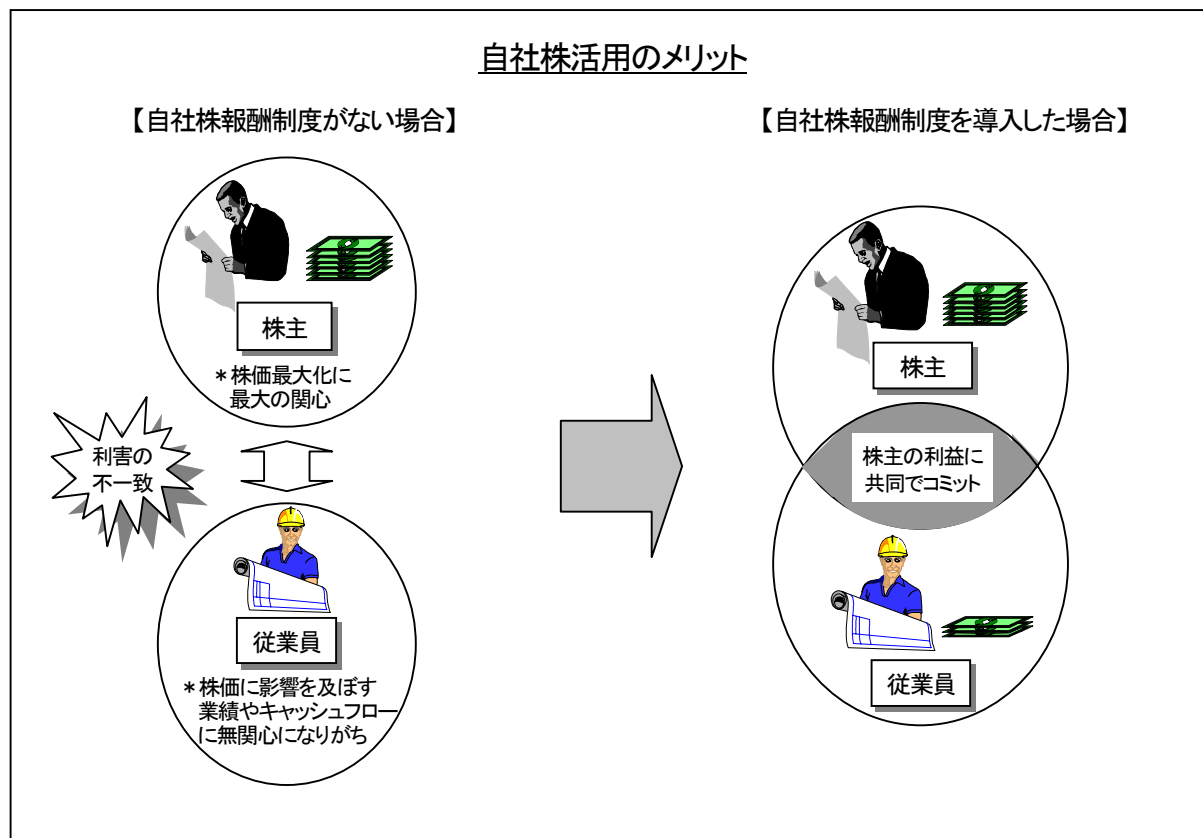 自社株活用のメリット
【自社株報酬制度がない場合】
株主
＊株価最大化に
最大の関心
利害の
不一致
従業員
＊株価に影響を及ぼす
業績やキャッシュフロー
に無関心になりがち
【自社株報酬制度を導入した場合】
株主
株主の利益に
共同でコミット
従業員